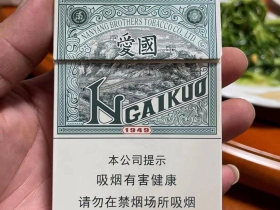 NANYANG BROTHERS TOBACCO CO., LTD.
愛國
NGAIKUO
1949
本公司提示
吸烟有害健康
请勿在禁烟场所吸烟